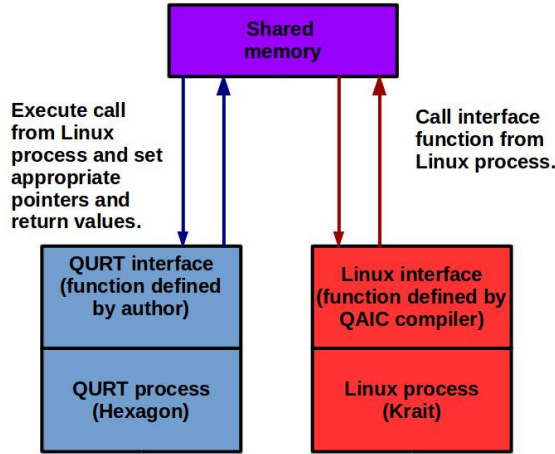 Shared
memory
Execute call
from Linux
process and set
appropriate
pointers and
return values.
Call interface
function from
Linux process.
QURT interface
(function defined
by author)
Linux interface
(function defined by
QAIC compiler)
QURT process
(Hexagon)
Linux process
(Krait)